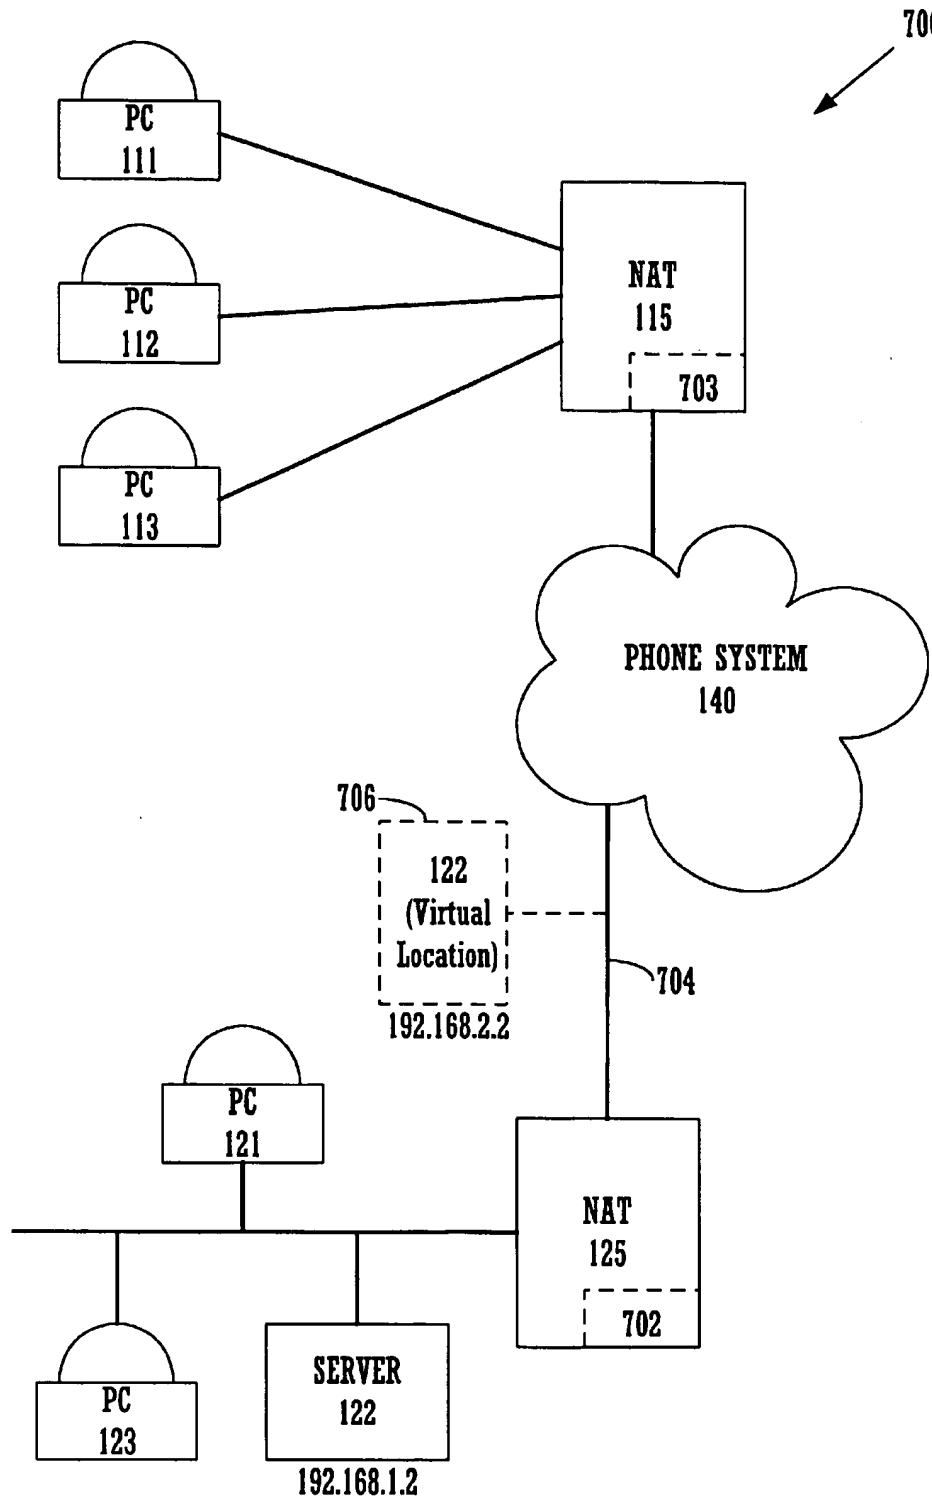 700
PC
111
PC
112
PC
113
NAT
115
703
PHONE SYSTEM
140
706
122
(Virtual
Location)
192.168.2.2
704
PC
121
NAT
125
702
PC
123
SERVER
122
192.168.1.2